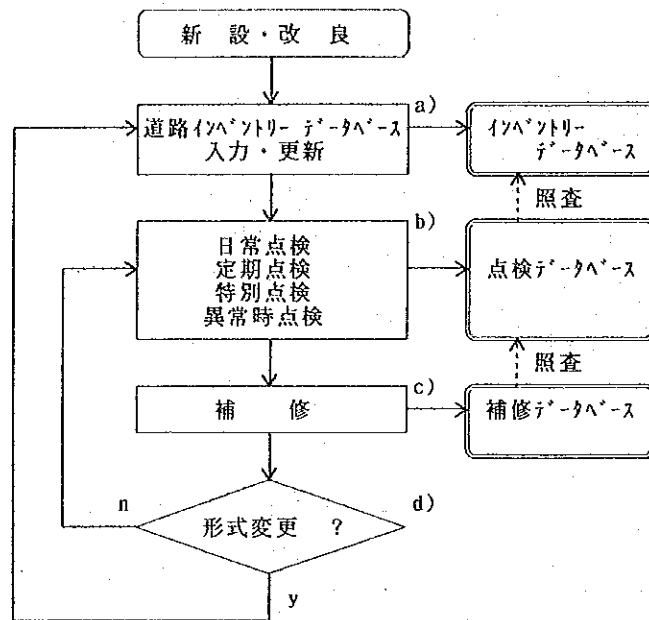 新設・改良
a)
道路インベントリー データベース
入力・更新
インベントリー
データベース
照査
b)
日常点検
定期点検
特別点検
異常時点検
点検データベース
照査
c)
補修
補修データベース
n
d)
形式変更 ?
y